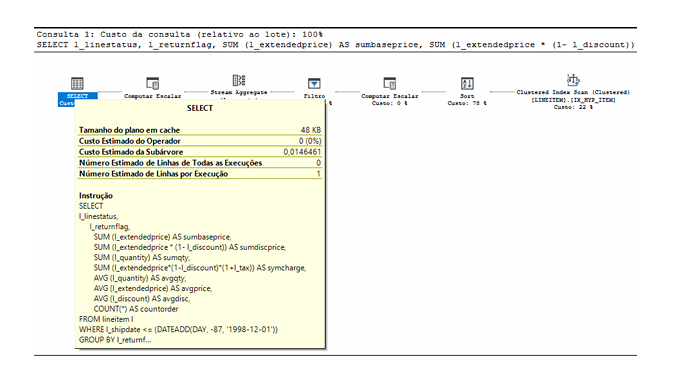 Consulta 1: Custo da consulta (relativo ao lote): 100%
SELECT l_linestatus, l_returnflag, SUM (l_extendedprice) AS sumbaseprice, SUM (l_extendedprice * (1- l_discount))
SELECT
Computar Escalar
Stream Aggregate
Filtro
Computar Escalar
Custo: 0 %
Sort
Custo: 78 %
Clustered Index Scan (Clustered)
[LINEITEM].[IX_HYP_ITEM]
Custo: 22 %
SELECT
Tamanho do plano em cache 48 KB
Custo Estimado do Operador 0 (0%)
Custo Estimado da Subárvore 0,0146461
Número Estimado de Linhas de Todas as Execuções 0
Número Estimado de Linhas por Execução 1
Instrução
SELECT
l_linestatus,
l_returnflag,
SUM (l_extendedprice) AS sumbaseprice,
SUM (l_extendedprice * (1- l_discount)) AS sumdiscprice,
SUM (l_quantity) AS sumqty,
SUM (l_extendedprice*(1-l_discount)*(1+l_tax)) AS symcharge,
AVG (l_quantity) AS avgqty,
AVG (l_extendedprice) AS avgprice,
AVG (l_discount) AS avgdisc,
COUNT(*) AS countorder
FROM lineitem l
WHERE l_shipdate <= (DATEADD(DAY, -87, '1998-12-01'))
GROUP BY l_returnf...